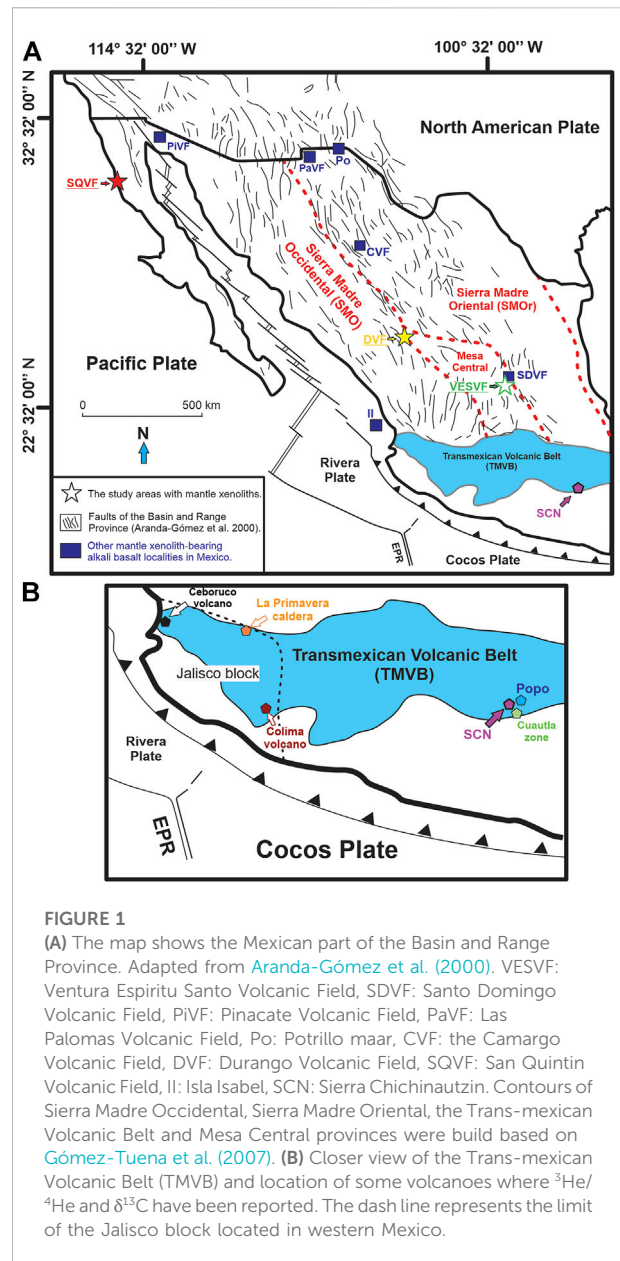 A
114° 32' 00'' W
100° 32' 00'' W
32° 32' 00'' N
22° 32' 00'' N
North American Plate
PiVF
PaVF
Po
SQVF
CVF
Sierra Madre
Occidental (SMO)
Sierra Madre
Oriental (SMOr)
DVF
Mesa
Central
SDVF
VESVF
Pacific Plate
0
500 km
N
II
Rivera
Plate
Transmexican Volcanic Belt
(TMVB)
SCN
EPR
Cocos Plate
The study areas with mantle xenoliths.
Faults of the Basin and Range
Province (Aranda-Gómez et al. 2000).
Other mantle xenolith-bearing
alkali basalt localities in Mexico.
B
Ceboruco
volcano
La Primavera
caldera
Jalisco block
Transmexican Volcanic Belt
(TMVB)
Popo
SCN
Cuautla
zone
Colima
volcano
Rivera
Plate
EPR
Cocos Plate
FIGURE 1
(A) The map shows the Mexican part of the Basin and Range
Province. Adapted from Aranda-Gómez et al. (2000). VESVF:
Ventura Espiritu Santo Volcanic Field, SDVF: Santo Domingo
Volcanic Field, PiVF: Pinacate Volcanic Field, PaVF: Las
Palomas Volcanic Field, Po: Potrillo maar, CVF: the Camargo
Volcanic Field, DVF: Durango Volcanic Field, SQVF: San Quintin
Volcanic Field, II: Isla Isabel, SCN: Sierra Chichinautzin. Contours of
Sierra Madre Occidental, Sierra Madre Oriental, the Trans-mexican
Volcanic Belt and Mesa Central provinces were build based on
Gómez-Tuena et al. (2007). (B) Closer view of the Trans-mexican
Volcanic Belt (TMVB) and location of some volcanoes where ³He/
⁴He and δ¹³C have been reported. The dash line represents the limit
of the Jalisco block located in western Mexico.